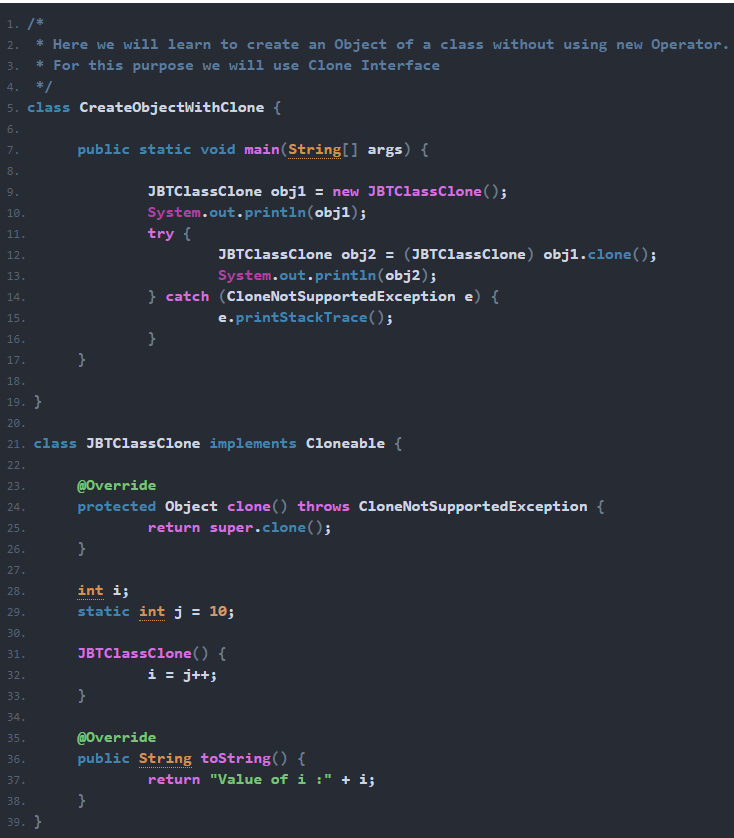 1. /*
2.  * Here we will learn to create an Object of a class without using new Operator.
3.  * For this purpose we will use Clone Interface
4.  */
5. class CreateObjectWithClone {
6.
7.       public static void main(String[] args) {
8.
9.               JBTClassClone obj1 = new JBTClassClone();
10.               System.out.println(obj1);
11.               try {
12.                       JBTClassClone obj2 = (JBTClassClone) obj1.clone();
13.                       System.out.println(obj2);
14.               } catch (CloneNotSupportedException e) {
15.                       e.printStackTrace();
16.               }
17.       }
18.
19. }
20.
21. class JBTClassClone implements Cloneable {
22.
23.       @Override
24.       protected Object clone() throws CloneNotSupportedException {
25.               return super.clone();
26.       }
27.
28.       int i;
29.       static int j = 10;
30.
31.       JBTClassClone() {
32.               i = j++;
33.       }
34.
35.       @Override
36.       public String toString() {
37.               return "Value of i :" + i;
38.       }
39. }